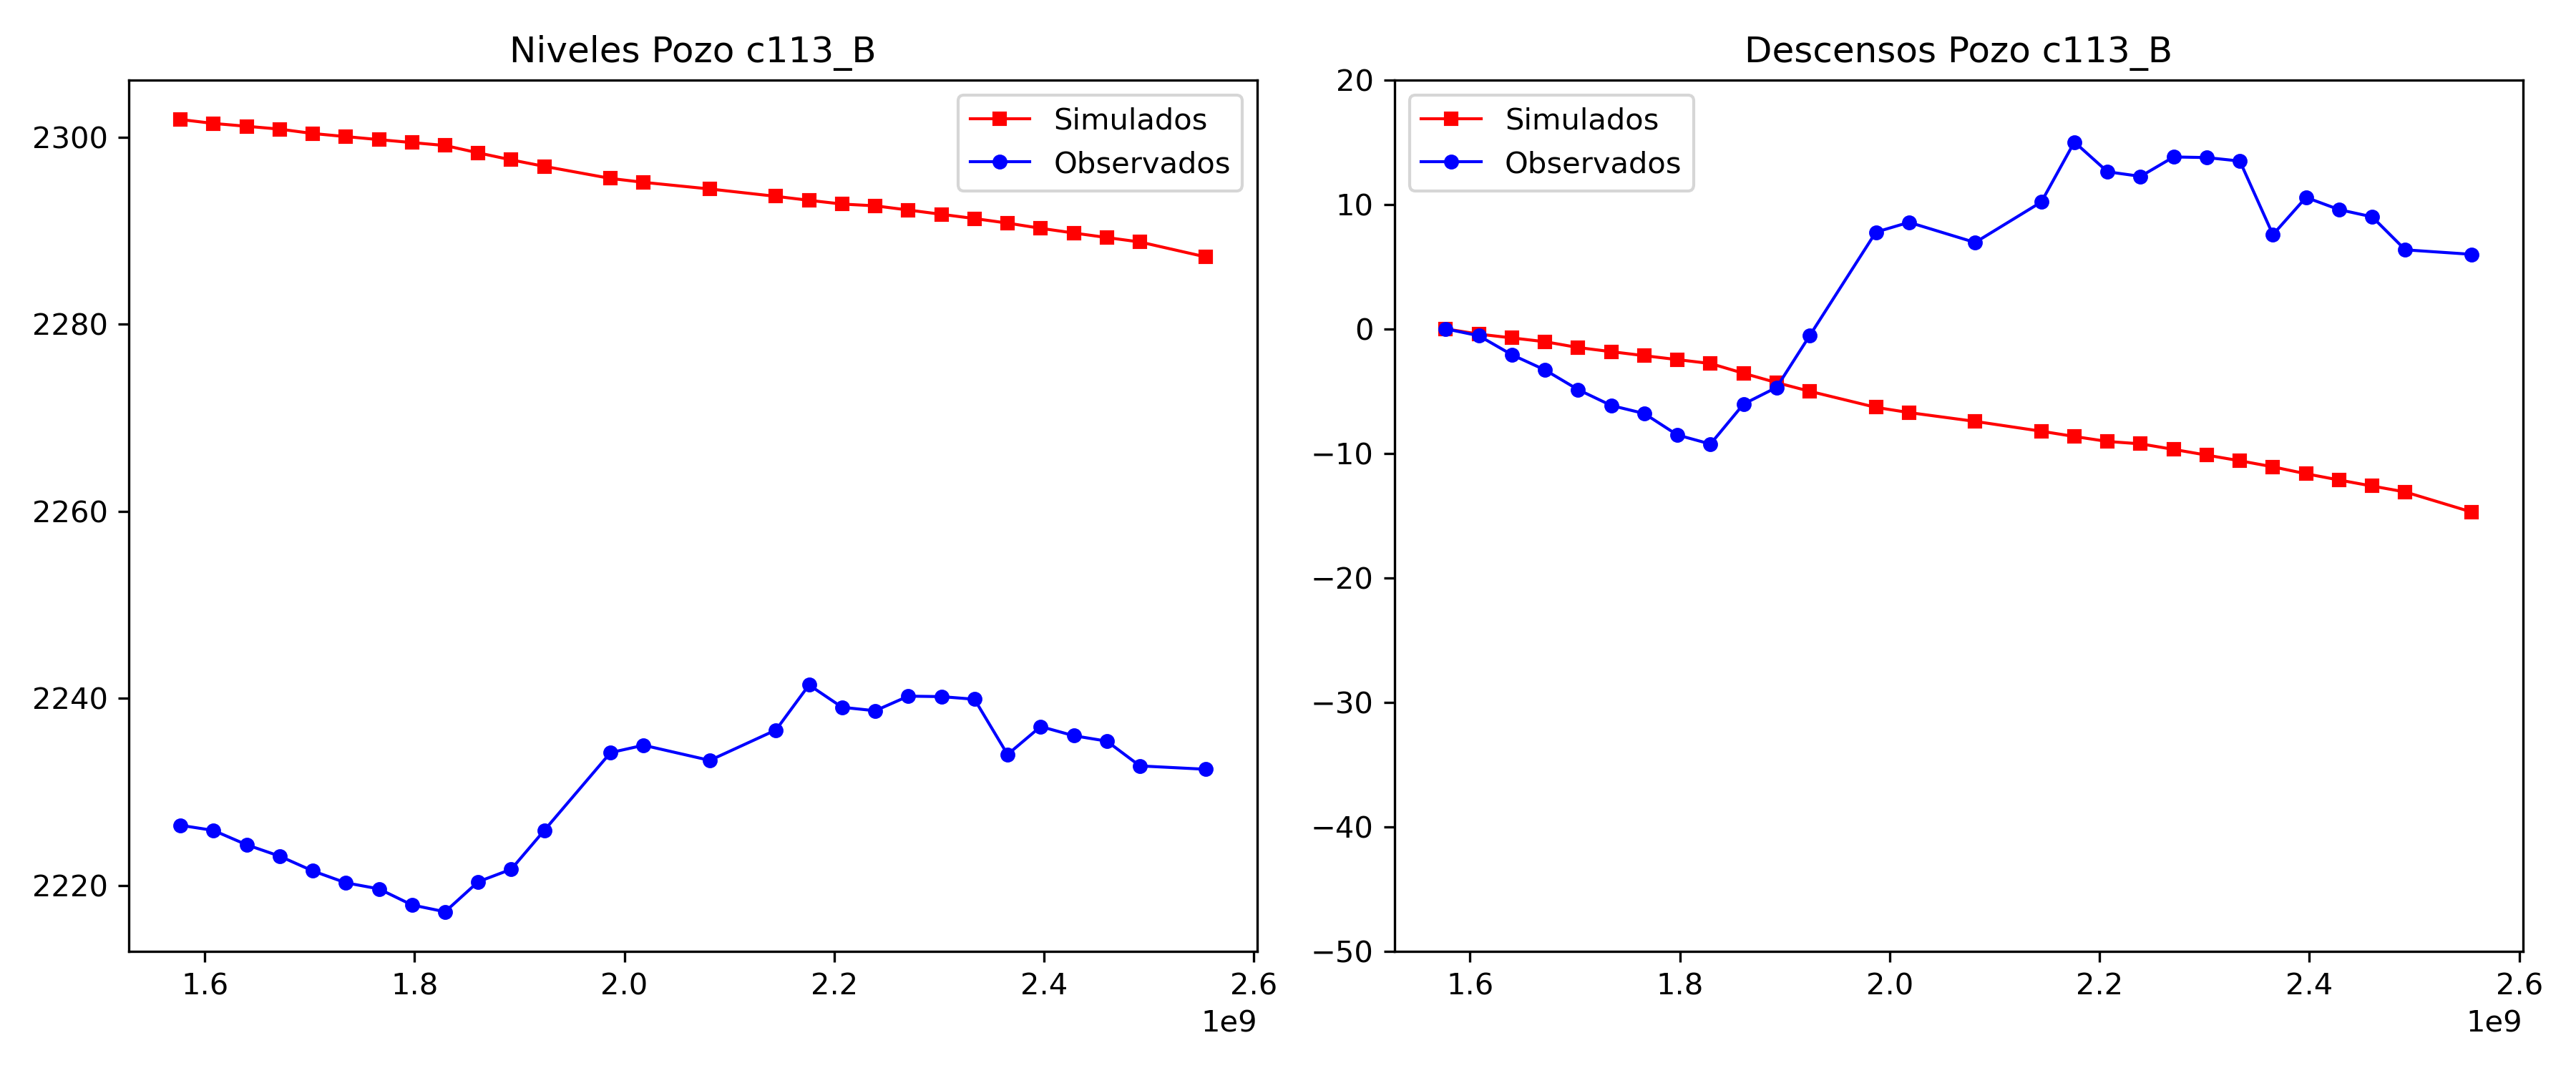 Niveles Pozo c113_B
Simulados
Observados
2300
2280
2260
2240
2220
1.6 1.8 2.0 2.2 2.4 2.6
1e9
Descensos Pozo c113_B
Simulados
Observados
20
10
0
−10
−20
−30
−40
−50
1.6 1.8 2.0 2.2 2.4 2.6
1e9